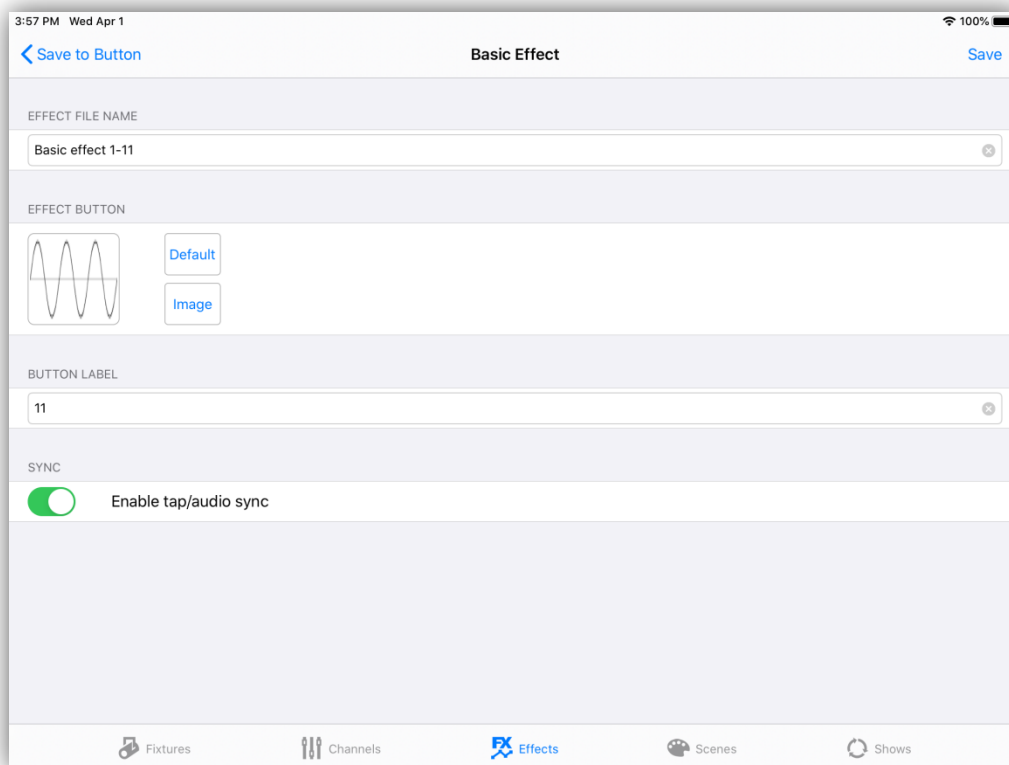 3:57 PM Wed Apr 1 100%
Save to Button Basic Effect Save
EFFECT FILE NAME
Basic effect 1-11
EFFECT BUTTON
Default
Image
BUTTON LABEL
11
SYNC
Enable tap/audio sync
Fixtures Channels FX Effects Scenes Shows